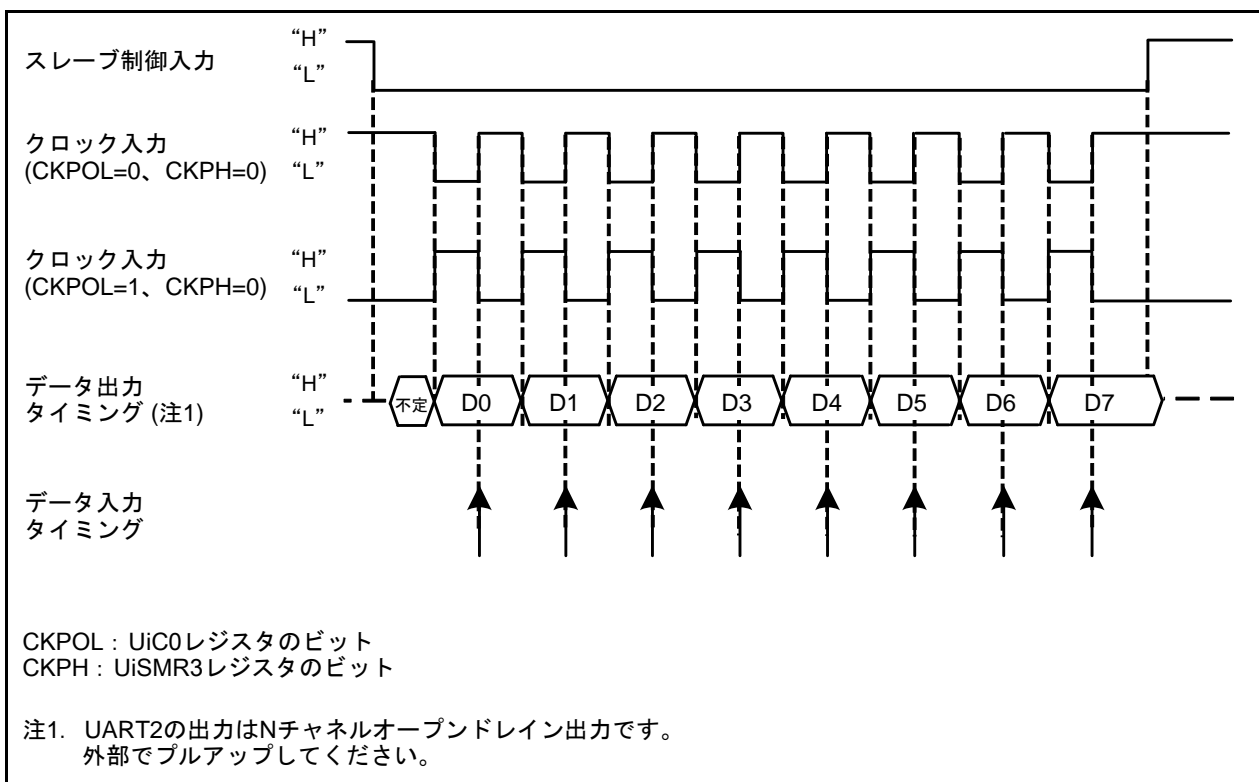 スレーブ制御入力 “H”
“L”
クロック入力 “H”
(CKPOL=0、CKPH=0) “L”
クロック入力 “H”
(CKPOL=1、CKPH=0) “L”
データ出力 “H”
タイミング (注1) “L”
不定 D0 D1 D2 D3 D4 D5 D6 D7
データ入力
タイミング
CKPOL : UiC0レジスタのビット
CKPH : UiSMR3レジスタのビット
注1. UART2の出力はNチャネルオープンドレイン出力です。
外部でプルアップしてください。